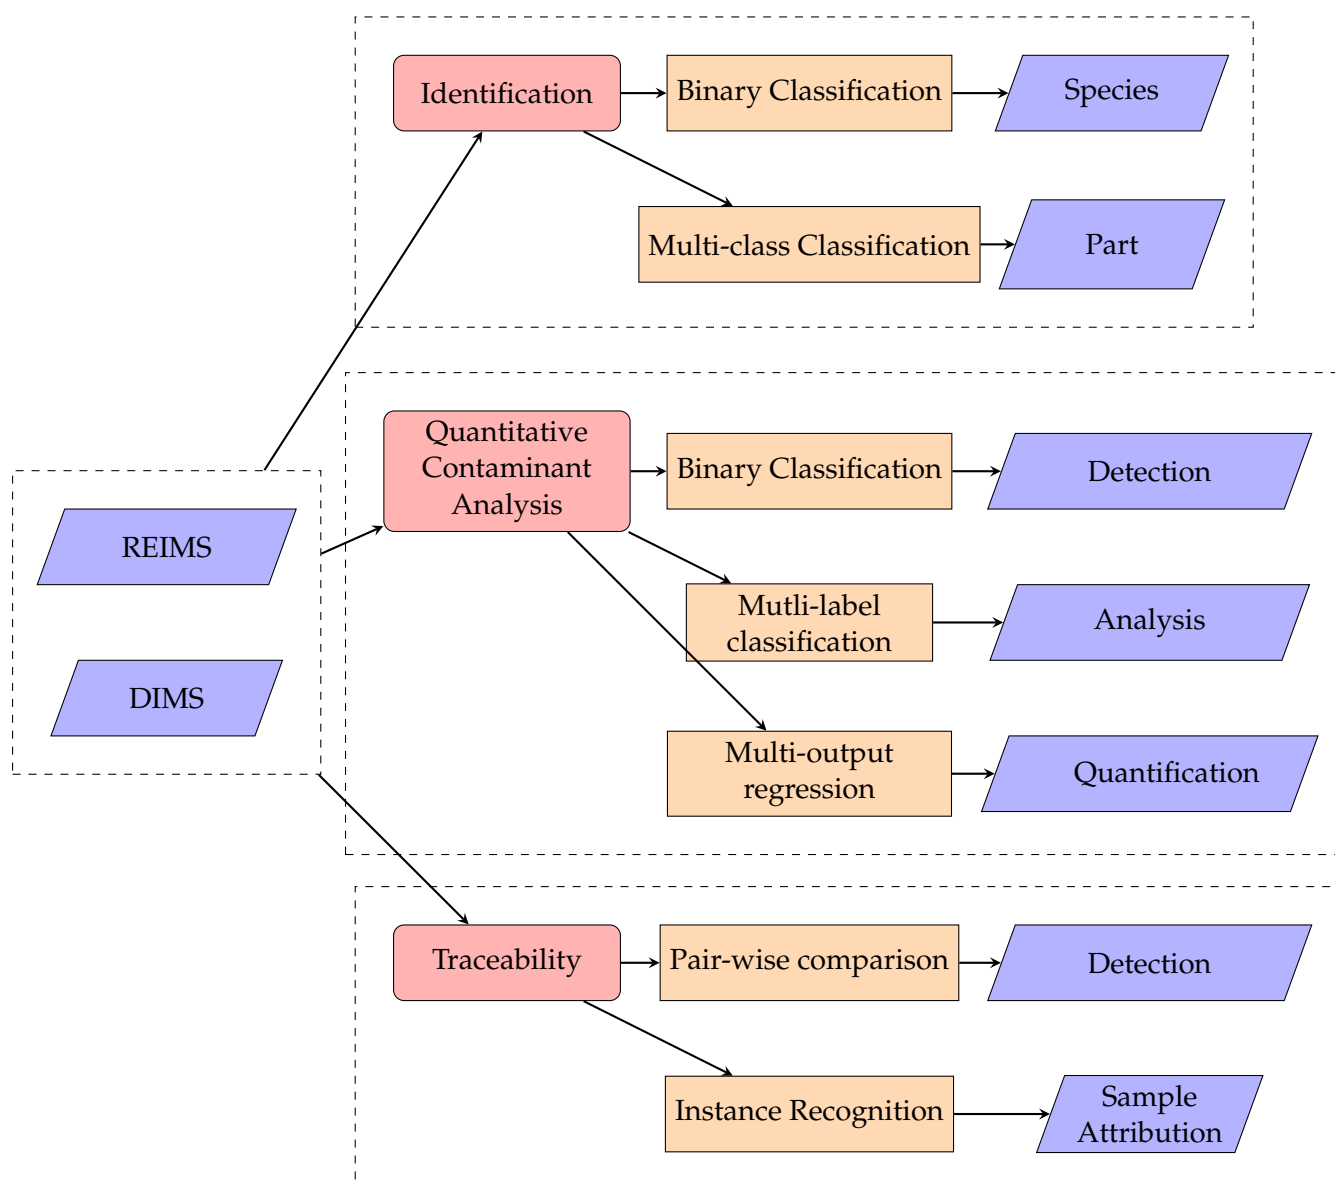 Identification
Binary Classification
Species
Multi-class Classification
Part
REIMS
DIMS
Quantitative
Contaminant
Analysis
Binary Classification
Detection
Mutli-label
classification
Analysis
Multi-output
regression
Quantification
Traceability
Pair-wise comparison
Detection
Instance Recognition
Sample
Attribution